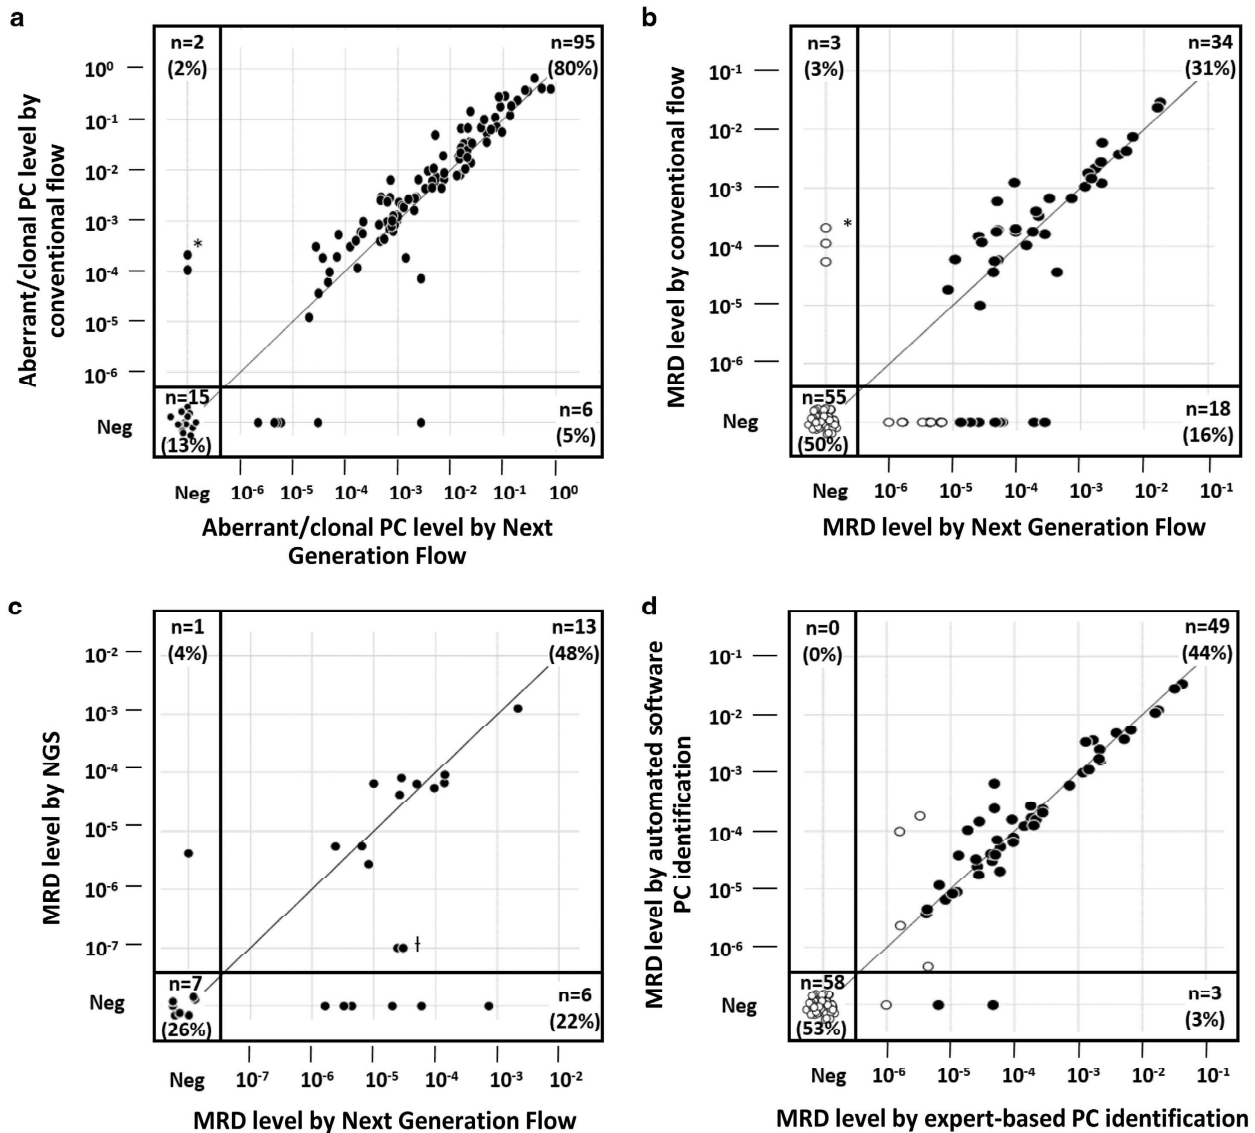 a
n=2
(2%)
n=95
(80%)
10⁰
10⁻¹
10⁻²
10⁻³
10⁻⁴
10⁻⁵
10⁻⁶
Neg
*
n=15
(13%)
n=6
(5%)
Aberrant/clonal PC level by
conventional flow
Neg 10⁻⁶ 10⁻⁵ 10⁻⁴ 10⁻³ 10⁻² 10⁻¹ 10⁰
Aberrant/clonal PC level by Next
Generation Flow
b
n=3
(3%)
n=34
(31%)
10⁻¹
10⁻²
10⁻³
10⁻⁴
10⁻⁵
10⁻⁶
Neg
*
n=55
(50%)
n=18
(16%)
MRD level by conventional flow
Neg 10⁻⁶ 10⁻⁵ 10⁻⁴ 10⁻³ 10⁻² 10⁻¹
MRD level by Next Generation Flow
c
n=1
(4%)
n=13
(48%)
10⁻²
10⁻³
10⁻⁴
10⁻⁵
10⁻⁶
10⁻⁷
Neg
†
n=7
(26%)
n=6
(22%)
MRD level by NGS
Neg 10⁻⁷ 10⁻⁶ 10⁻⁵ 10⁻⁴ 10⁻³ 10⁻²
MRD level by Next Generation Flow
d
n=0
(0%)
n=49
(44%)
10⁻¹
10⁻²
10⁻³
10⁻⁴
10⁻⁵
10⁻⁶
Neg
n=58
(53%)
n=3
(3%)
MRD level by automated software
PC identification
Neg 10⁻⁶ 10⁻⁵ 10⁻⁴ 10⁻³ 10⁻² 10⁻¹
MRD level by expert-based PC identification